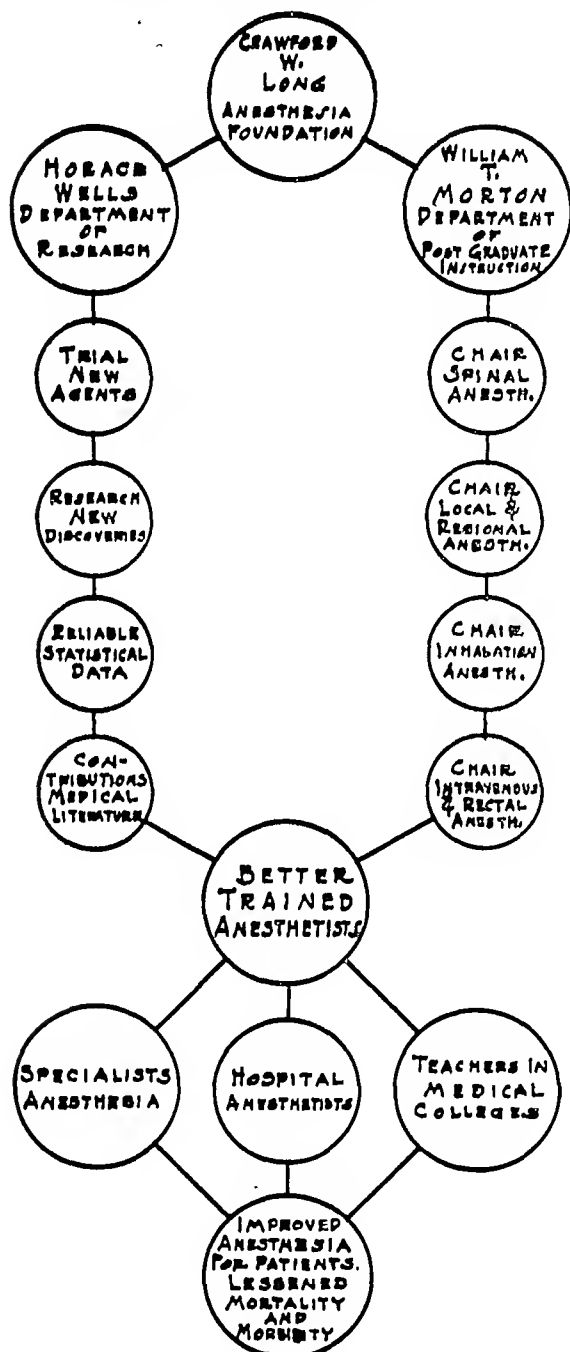 CRAWFORD
W.
LONG
ANESTHESIA
FOUNDATION
HORACE
WELLS
DEPARTMENT
OF
RESEARCH
WILLIAM
T.
MORTON
DEPARTMENT
OF
POST GRADUATE
INSTRUCTION
TRIAL
NEW
AGENTS
CHAIR
SPINAL
ANESTH.
RESEARCH
NEW
DISCOVERIES
CHAIR
LOCAL &
REGIONAL
ANESTH.
RELIABLE
STATISTICAL
DATA
CHAIR
INHALATION
ANESTH.
CON-
TRIBUTIONS
MEDICAL
LITERATURE
CHAIR
INTRAVENOUS
& RECTAL
ANESTH.
BETTER
TRAINED
ANESTHETISTS
SPECIALISTS
ANESTHESIA
HOSPITAL
ANESTHETISTS
TEACHERS IN
MEDICAL
COLLEGES
IMPROVED
ANESTHESIA
FOR PATIENTS.
LESSENED
MORTALITY
AND
MORBIDITY